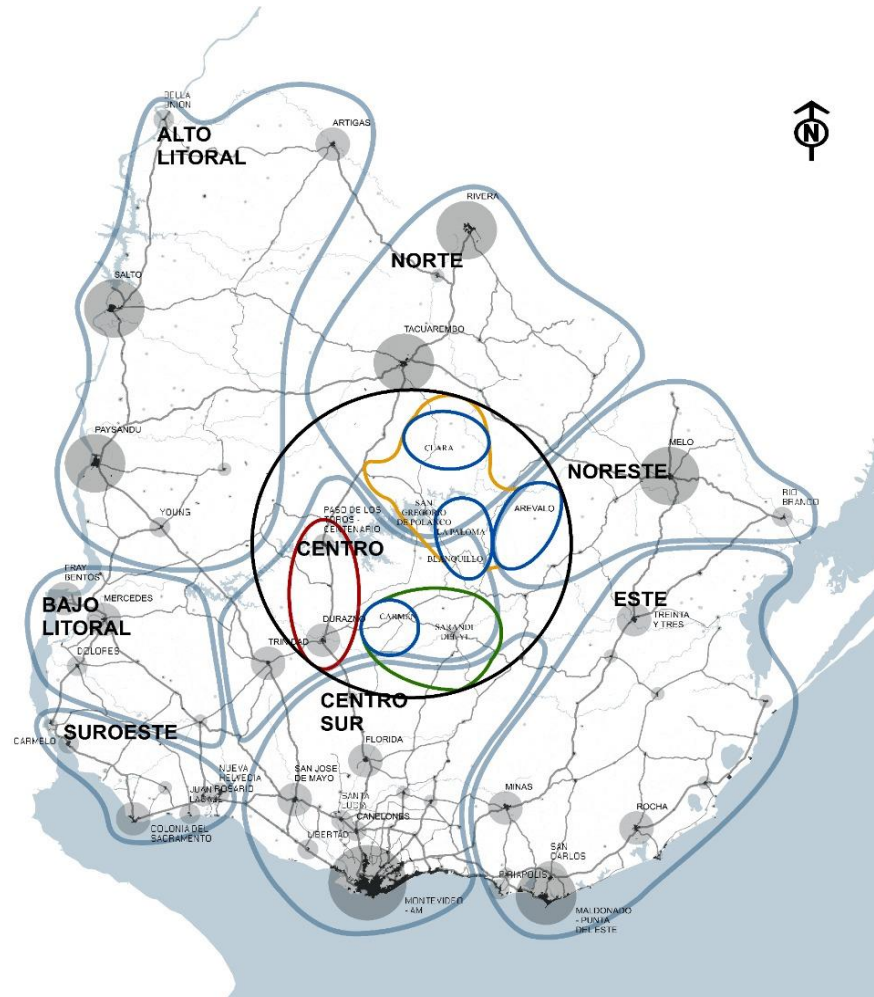 BELLA
UNION
ALTO
LITORAL
ARTIGAS
N
RIVERA
NORTE
SALTO
TACUAREMBO
PAYSANDU
CLARA
MELO
NORESTE
RIO
BRANCO
YOUNG
SAN
GREGORIO
DE POLANCO
AREVALO
PASO DE LOS
TOROS -
CENTENARIO
LA PALOMA
CENTRO
BLANQUILLO
FRAY
BENTOS
MERCEDES
BAJO
LITORAL
ESTE
TREINTA
Y TRES
DURAZNO
CARMEN
SARANDI
DEL YI
TRINIDAD
DOLORES
CENTRO
SUR
SUROESTE
CARMELO
FLORIDA
NUEVA
HELVECIA
ROSARIO
JUAN
LACAZE
COLONIA DEL
SACRAMENTO
SAN JOSE
DE MAYO
SANTA
LUCIA
CANELONES
LIBERTAD
MINAS
ROCHA
SAN
CARLOS
PIRIAPOLIS
MONTEVIDEO
- 4M
MALDONADO
- PUNTA
DEL ESTE